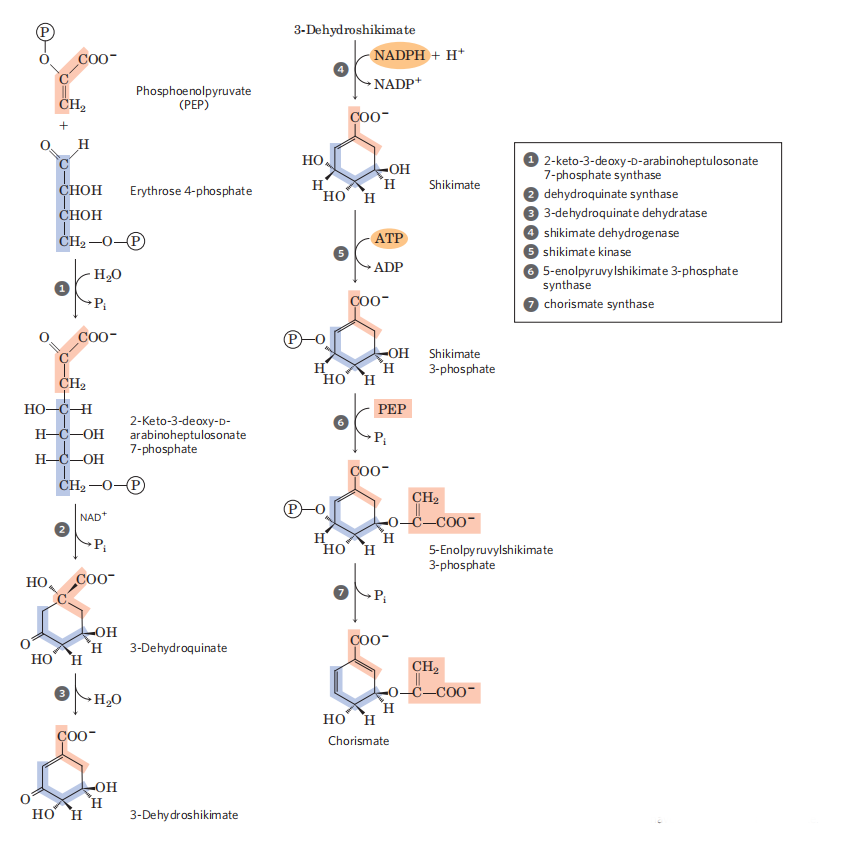 P
O
COO−
C
CH2
Phosphoenolpyruvate
(PEP)
+
O
H
C
CHOH
CHOH
CH2—O—P
Erythrose 4-phosphate
1
H2O
Pi
O
COO−
C
CH2
HO—C—H
H—C—OH
H—C—OH
CH2—O—P
2-Keto-3-deoxy-D-
arabinoheptulosonate
7-phosphate
2
NAD+
Pi
HO
COO−
C
O
OH
H
HO
H
3-Dehydroquinate
3
H2O
COO−
O
OH
H
HO
H
3-Dehydroshikimate
3-Dehydroshikimate
4
NADPH + H+
NADP+
COO−
HO
OH
H
H
HO
H
Shikimate
5
ATP
ADP
COO−
P—O
OH
H
H
HO
H
Shikimate
3-phosphate
6
PEP
Pi
COO−
CH2
P—O
O—C—COO−
H
H
HO
H
5-Enolpyruvylshikimate
3-phosphate
7
Pi
COO−
CH2
O—C—COO−
H
HO
H
Chorismate
1 2-keto-3-deoxy-D-arabinoheptulosonate
7-phosphate synthase
2 dehydroquinate synthase
3 3-dehydroquinate dehydratase
4 shikimate dehydrogenase
5 shikimate kinase
6 5-enolpyruvylshikimate 3-phosphate
synthase
7 chorismate synthase